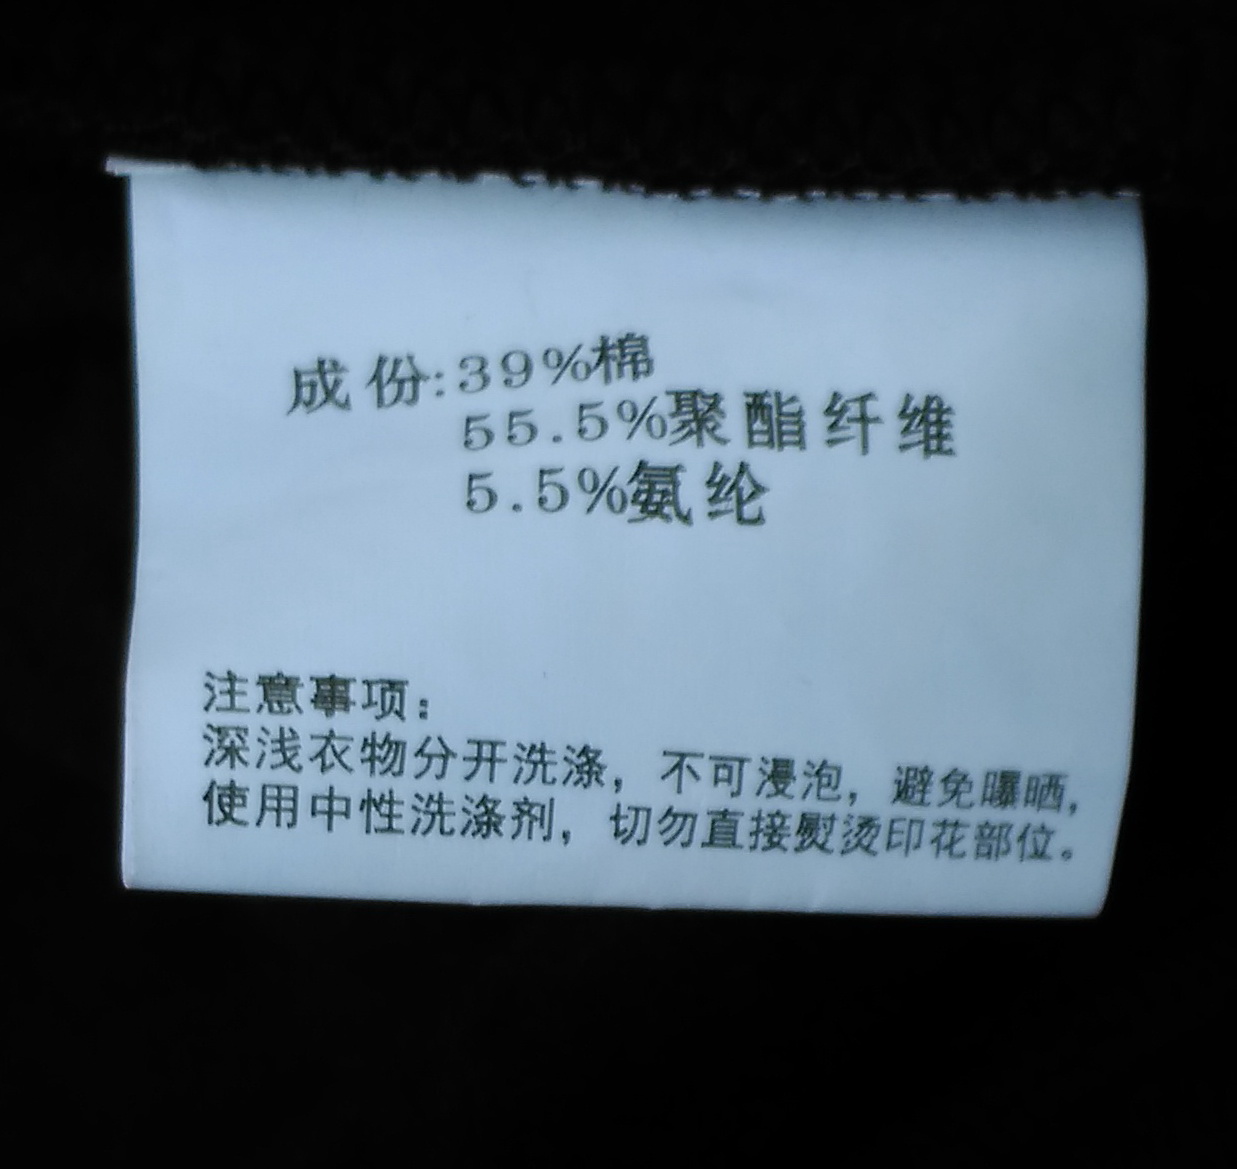 成份:39%棉
55.5%聚酯纤维
5.5%氨纶
注意事项：
深浅衣物分开洗涤，不可浸泡，避免曝晒，
使用中性洗涤剂，切勿直接熨烫印花部位。